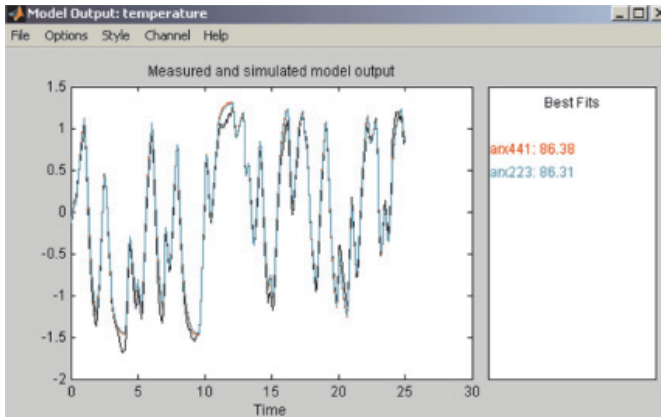 Model Output: temperature
File Options Style Channel Help
Measured and simulated model output
Best Fits
arx441: 86.38
arx223: 86.31
1.5
1
0.5
0
-0.5
-1
-1.5
-2
0 5 10 15 20 25 30
Time